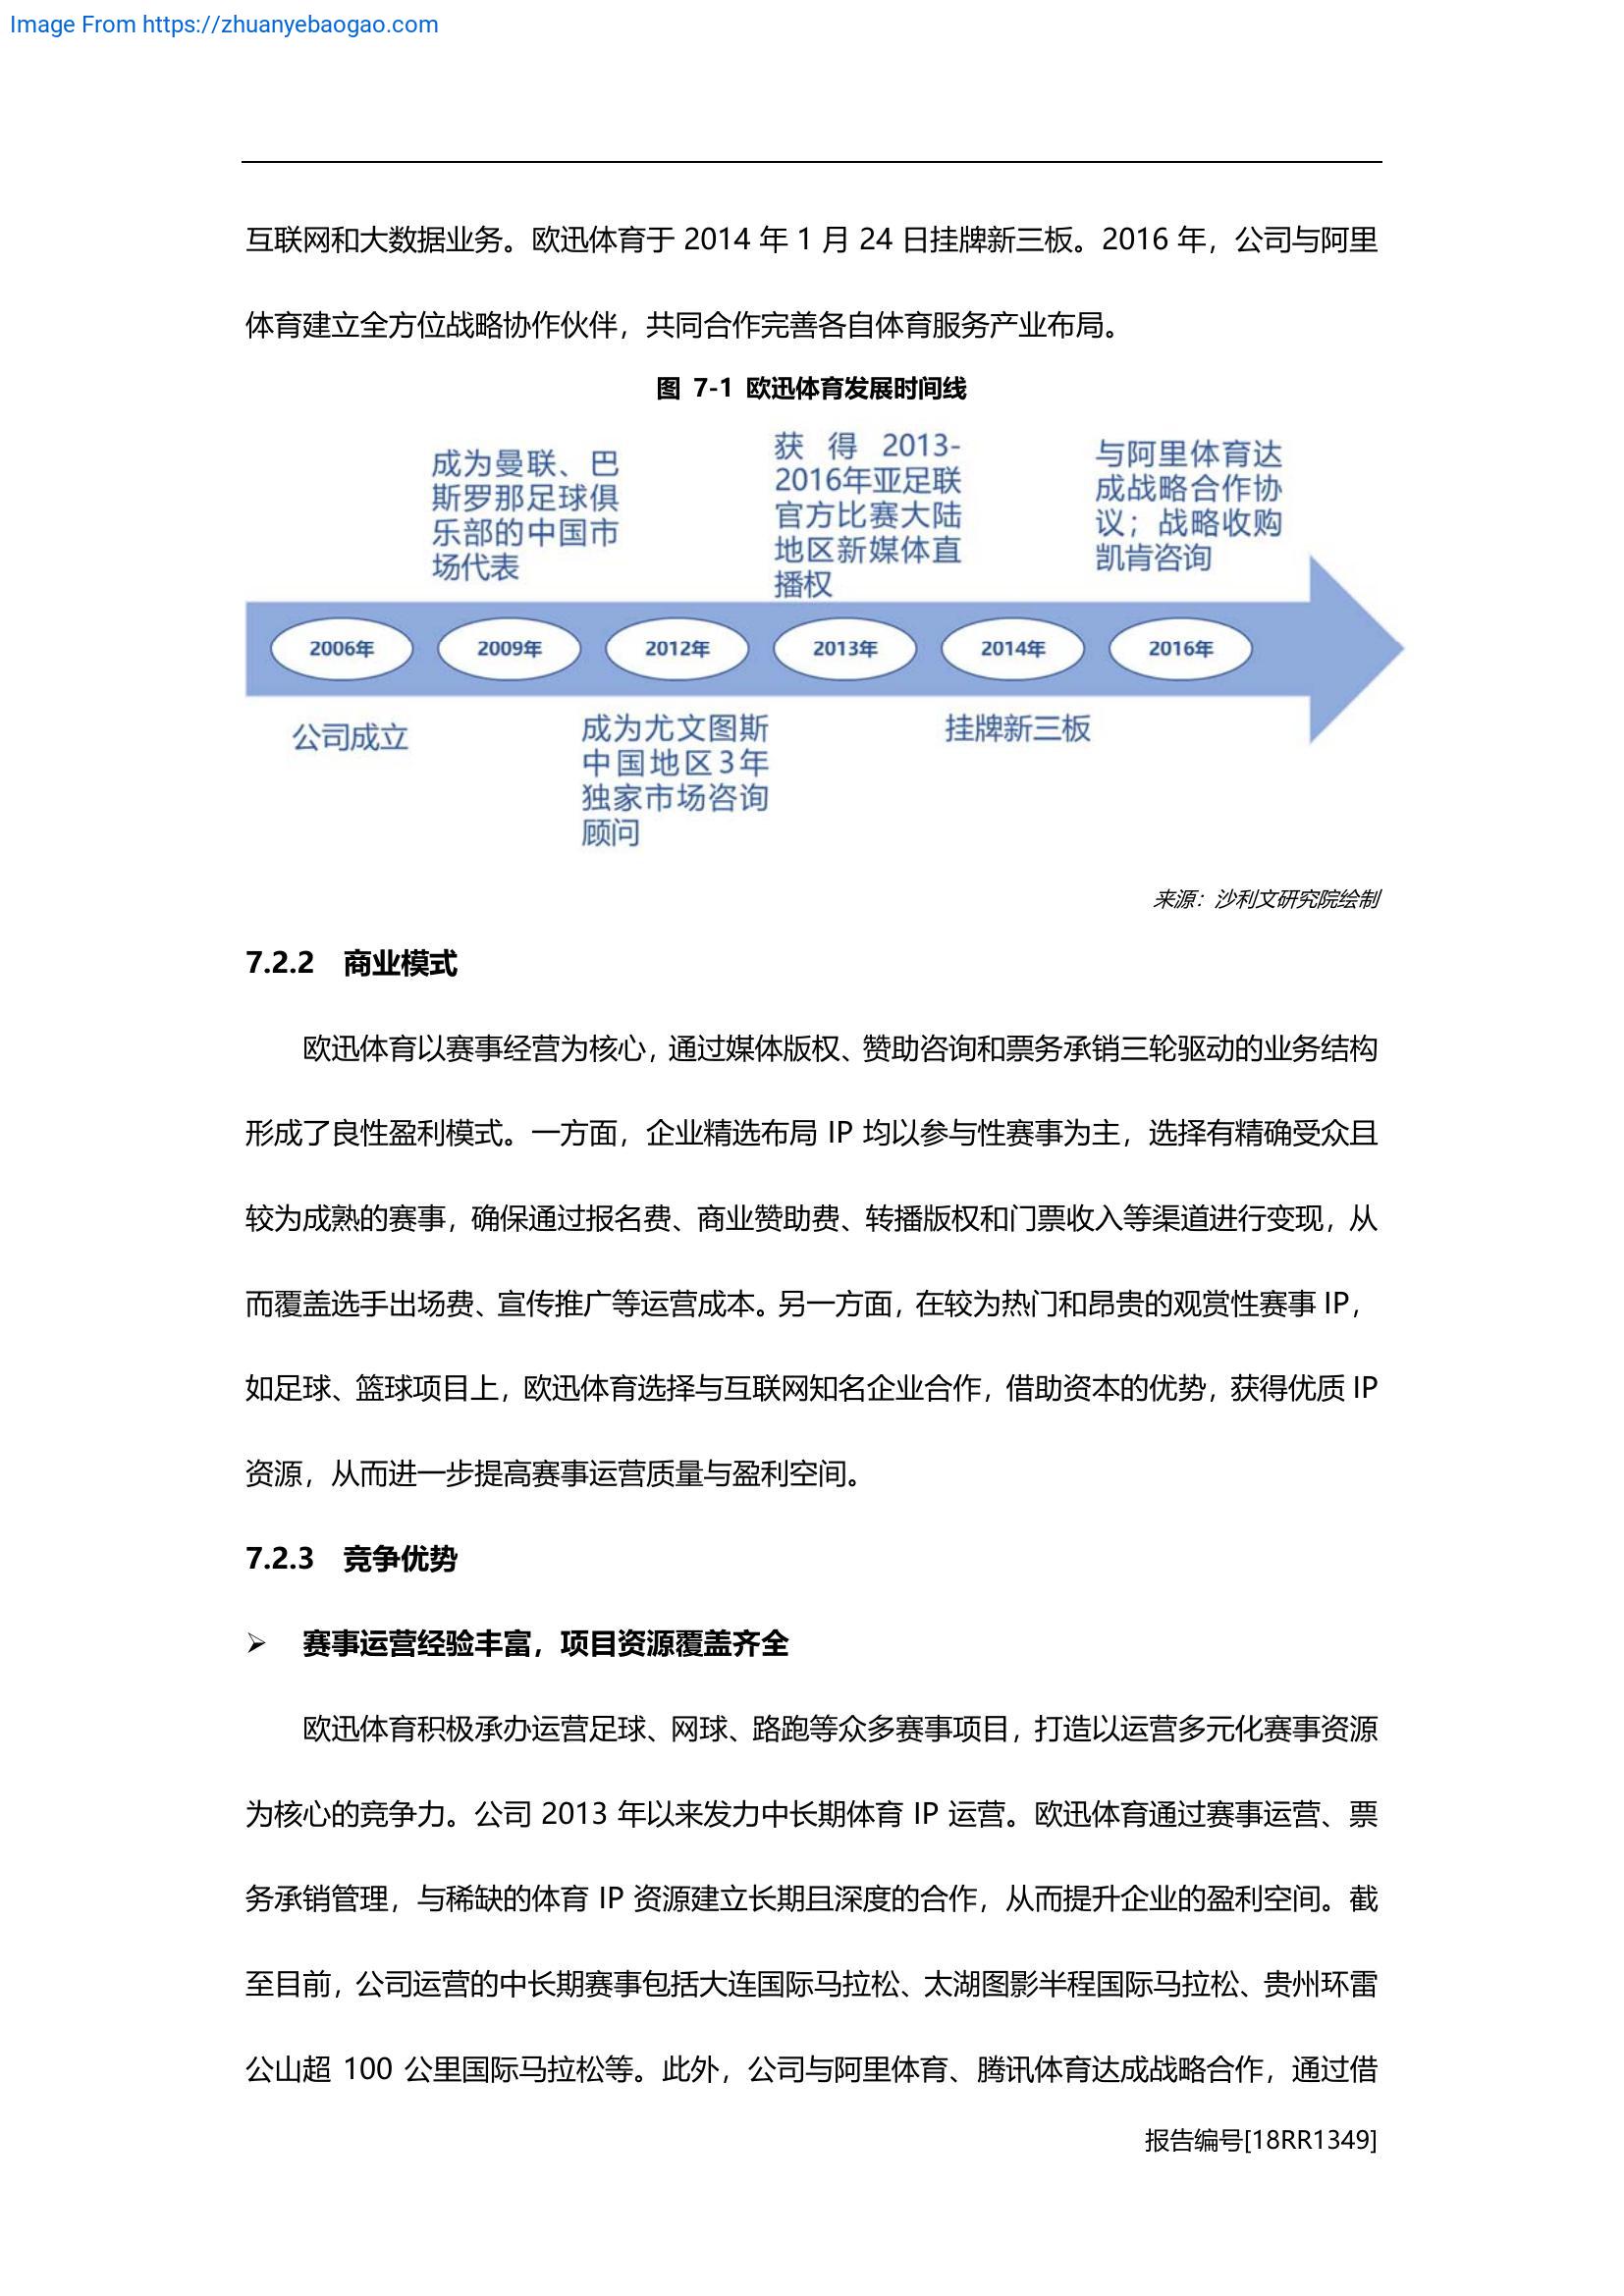 Image From https://zhuanyebaogao.com
互联网和大数据业务。欧迅体育于 2014 年 1 月 24 日挂牌新三板。2016 年，公司与阿里
体育建立全方位战略协作伙伴，共同合作完善各自体育服务产业布局。
图 7-1 欧迅体育发展时间线
成为曼联、巴
斯罗那足球俱
乐部的中国市
场代表
获 得 2013-
2016年亚足联
官方比赛大陆
地区新媒体直
播权
与阿里体育达
成战略合作协
议；战略收购
凯肯咨询
2006年 2009年 2012年 2013年 2014年 2016年
公司成立
成为尤文图斯
中国地区3年
独家市场咨询
顾问
挂牌新三板
来源：沙利文研究院绘制
7.2.2 商业模式
欧迅体育以赛事经营为核心，通过媒体版权、赞助咨询和票务承销三轮驱动的业务结构
形成了良性盈利模式。一方面，企业精选布局 IP 均以参与性赛事为主，选择有精确受众且
较为成熟的赛事，确保通过报名费、商业赞助费、转播版权和门票收入等渠道进行变现，从
而覆盖选手出场费、宣传推广等运营成本。另一方面，在较为热门和昂贵的观赏性赛事 IP，
如足球、篮球项目上，欧迅体育选择与互联网知名企业合作，借助资本的优势，获得优质 IP
资源，从而进一步提高赛事运营质量与盈利空间。
7.2.3 竞争优势
➢ 赛事运营经验丰富，项目资源覆盖齐全
欧迅体育积极承办运营足球、网球、路跑等众多赛事项目，打造以运营多元化赛事资源
为核心的竞争力。公司 2013 年以来发力中长期体育 IP 运营。欧迅体育通过赛事运营、票
务承销管理，与稀缺的体育 IP 资源建立长期且深度的合作，从而提升企业的盈利空间。截
至目前，公司运营的中长期赛事包括大连国际马拉松、太湖图影半程国际马拉松、贵州环雷
公山超 100 公里国际马拉松等。此外，公司与阿里体育、腾讯体育达成战略合作，通过借
报告编号[18RR1349]